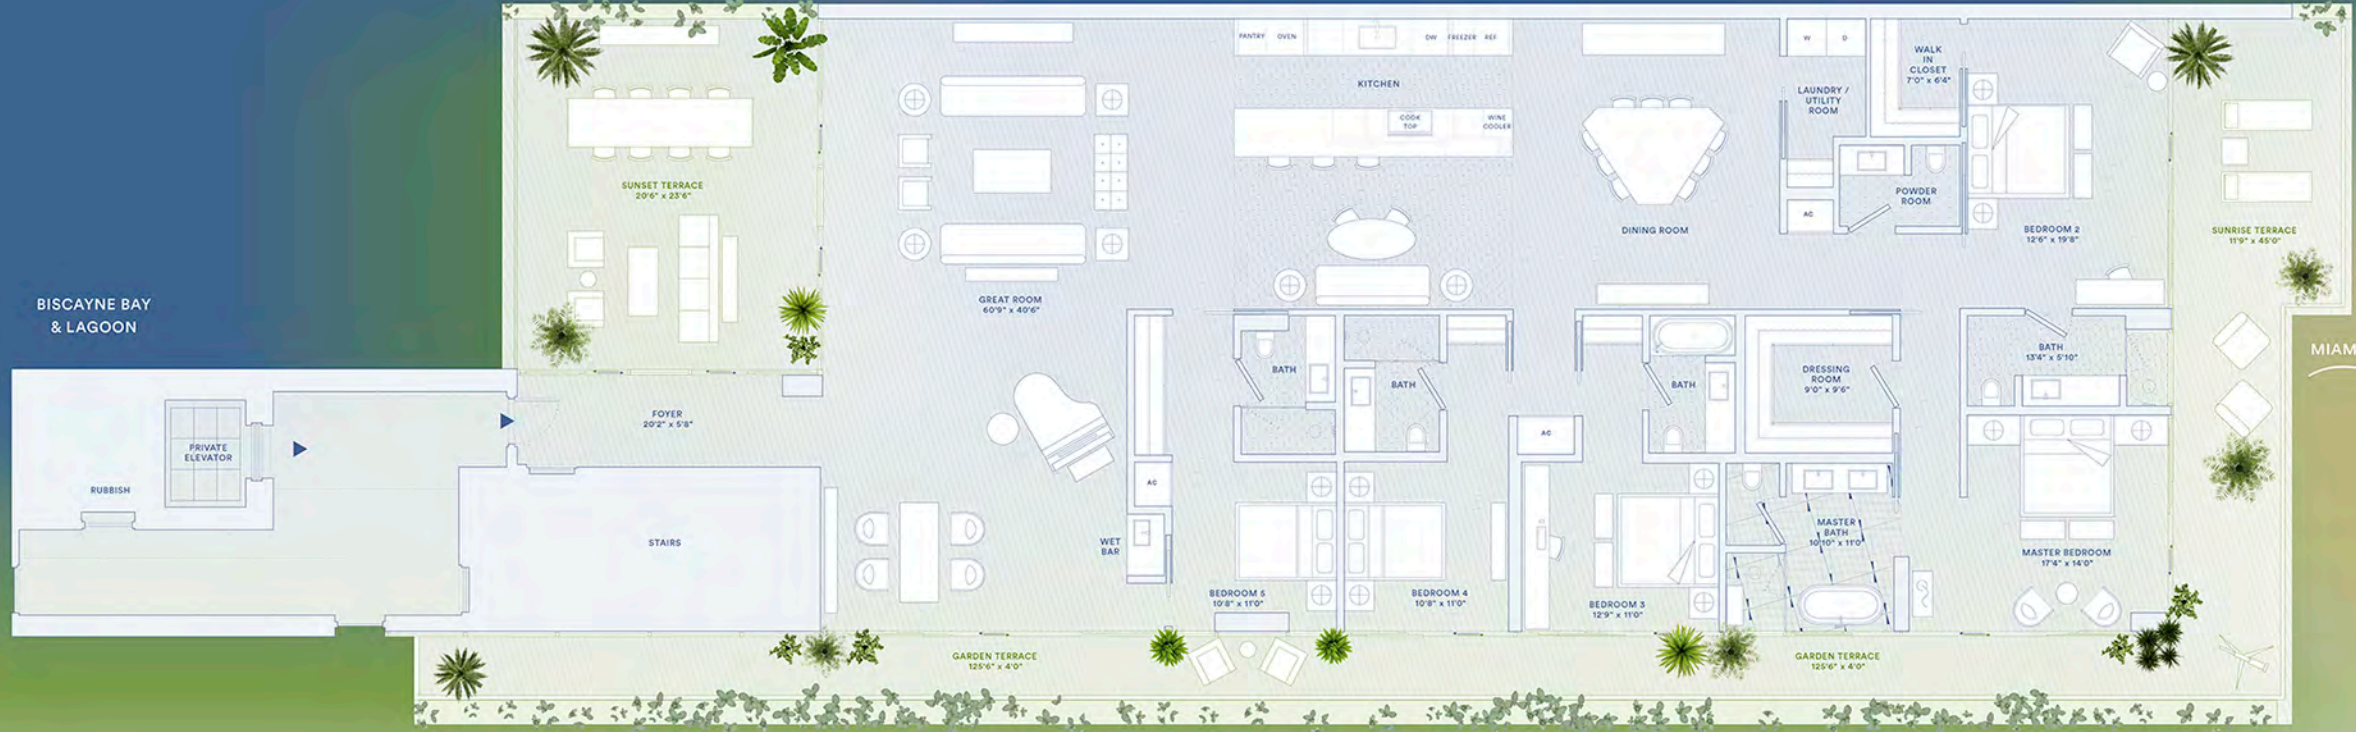 PANTRY OVEN DW FREEZER REF
KITCHEN
COOK
TOP
WINE
COOLER
W D
LAUNDRY /
UTILITY
ROOM
WALK
IN
CLOSET
7'0" x 6'4"
POWDER
ROOM
AC
SUNSET TERRACE
20'6" x 23'6"
DINING ROOM
BEDROOM 2
12'6" x 19'8"
SUNRISE TERRACE
11'9" x 45'0"
BISCAYNE BAY
& LAGOON
GREAT ROOM
60'9" x 40'6"
BATH
BATH
BATH
DRESSING
ROOM
9'0" x 9'6"
BATH
13'4" x 5'10"
MIAM
FOYER
20'2" x 5'8"
PRIVATE
ELEVATOR
RUBBISH
AC
AC
STAIRS
WET
BAR
MASTER
BATH
10'10" x 11'0"
MASTER BEDROOM
17'4" x 14'0"
BEDROOM 5
10'8" x 11'0"
BEDROOM 4
10'8" x 11'0"
BEDROOM 3
12'9" x 11'0"
GARDEN TERRACE
125'6" x 4'0"
GARDEN TERRACE
125'6" x 4'0"